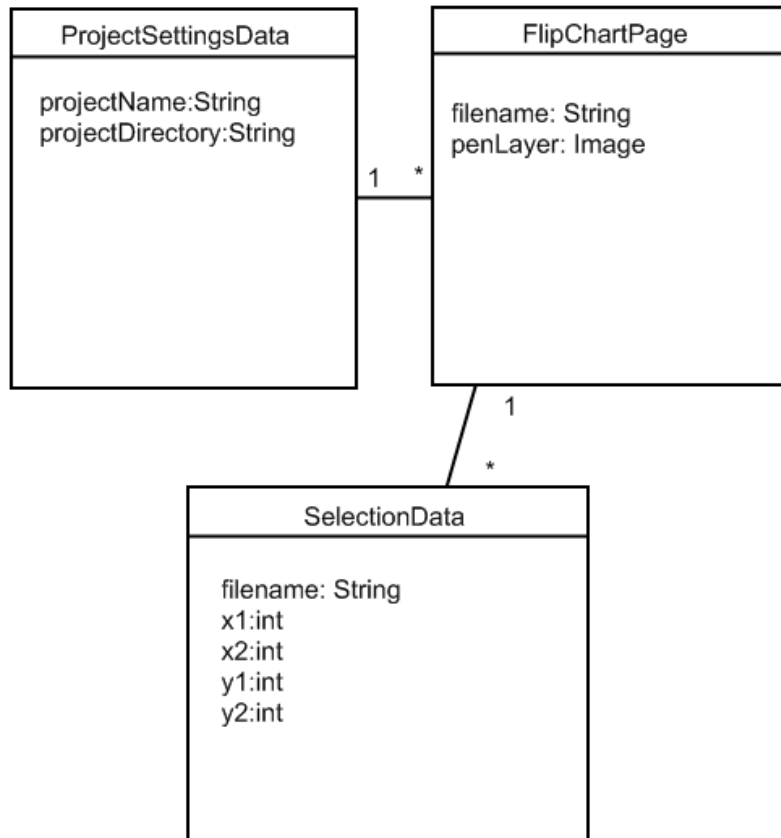 ProjectSettingsData
projectName:String
projectDirectory:String
1
*
FlipChartPage
filename: String
penLayer: Image
1
*
SelectionData
filename: String
x1:int
x2:int
y1:int
y2:int